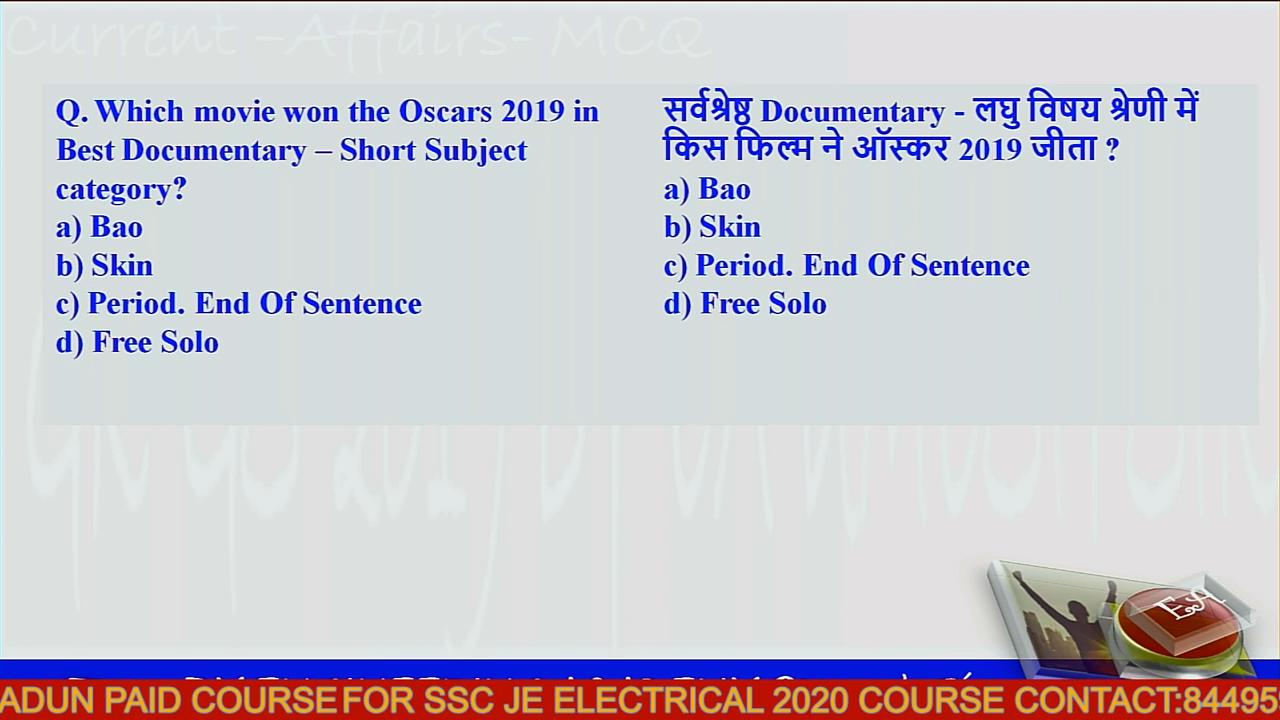 Current -Affairs- MCQ
Q. Which movie won the Oscars 2019 in
Best Documentary – Short Subject
category?
a) Bao
b) Skin
c) Period. End Of Sentence
d) Free Solo
सर्वश्रेष्ठ Documentary - लघु विषय श्रेणी में
किस फिल्म ने ऑस्कर 2019 जीता ?
a) Bao
b) Skin
c) Period. End Of Sentence
d) Free Solo
EA
ADUN PAID COURSE FOR SSC JE ELECTRICAL 2020 COURSE CONTACT:84495